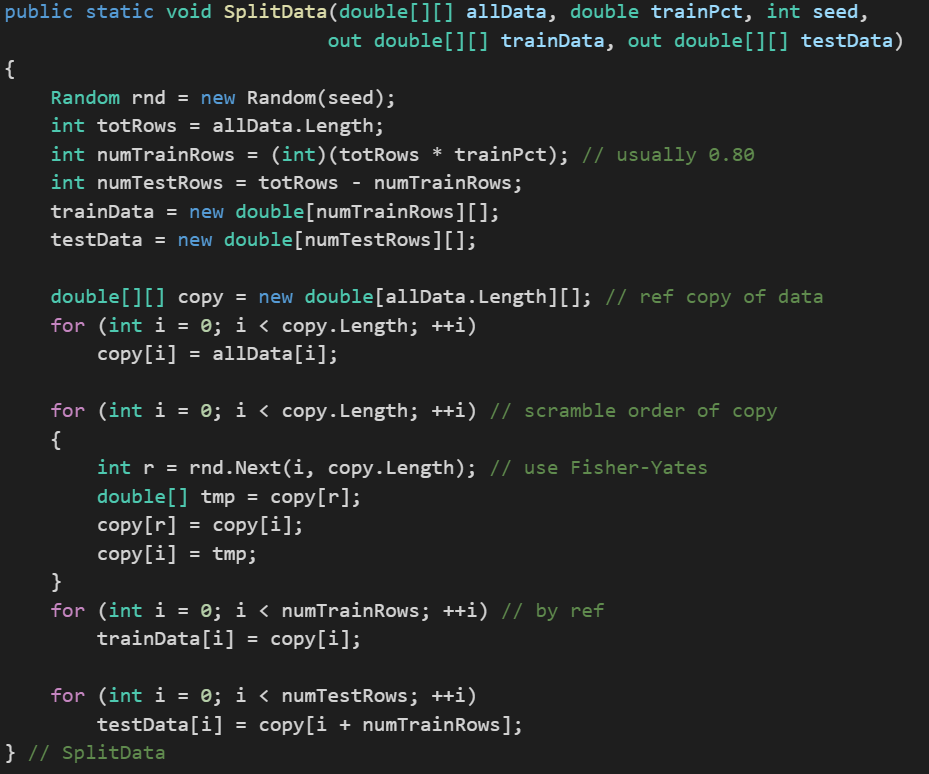 public static void SplitData(double[][] allData, double trainPct, int seed,
                            out double[][] trainData, out double[][] testData)
{
    Random rnd = new Random(seed);
    int totRows = allData.Length;
    int numTrainRows = (int)(totRows * trainPct); // usually 0.80
    int numTestRows = totRows - numTrainRows;
    trainData = new double[numTrainRows][];
    testData = new double[numTestRows][];

    double[][] copy = new double[allData.Length][]; // ref copy of data
    for (int i = 0; i < copy.Length; ++i)
        copy[i] = allData[i];

    for (int i = 0; i < copy.Length; ++i) // scramble order of copy
    {
        int r = rnd.Next(i, copy.Length); // use Fisher-Yates
        double[] tmp = copy[r];
        copy[r] = copy[i];
        copy[i] = tmp;
    }
    for (int i = 0; i < numTrainRows; ++i) // by ref
        trainData[i] = copy[i];

    for (int i = 0; i < numTestRows; ++i)
        testData[i] = copy[i + numTrainRows];
} // SplitData